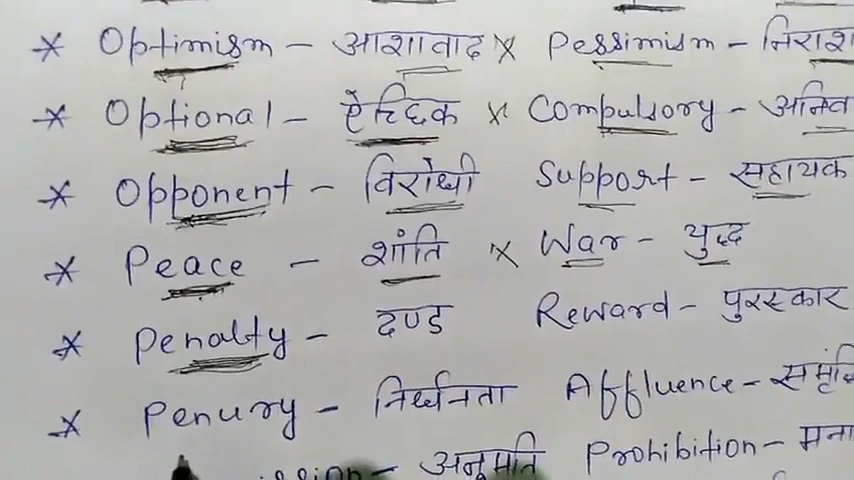 * Optimism - आशावाद × Pessimism - निराश
* Optional - ऐच्छिक × Compulsory - अनिव
* Opponent - विरोधी Support - सहायक
* Peace - शांति × War - युद्ध
* Penalty - दण्ड Reward - पुरस्कार
* Penury - निर्धनता Affluence - समृ
ission - अनुमति Prohibition - मना